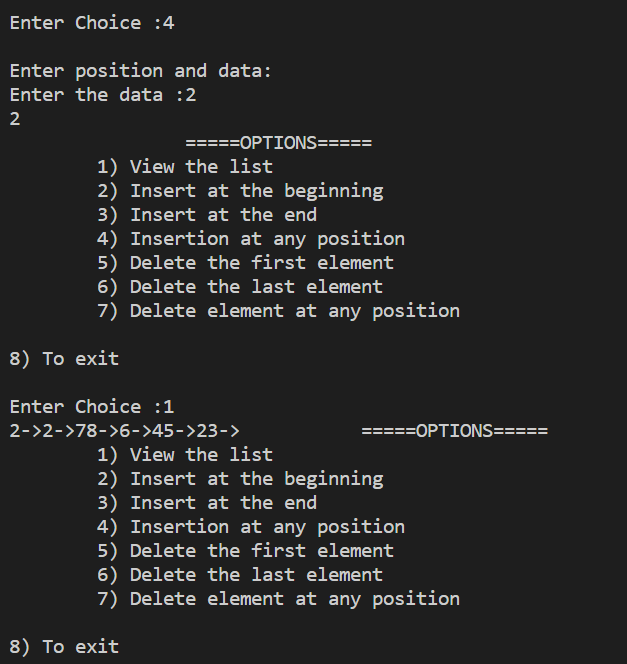 Enter Choice :4
Enter position and data:
Enter the data :2
2
=====OPTIONS=====
1) View the list
2) Insert at the beginning
3) Insert at the end
4) Insertion at any position
5) Delete the first element
6) Delete the last element
7) Delete element at any position
8) To exit
Enter Choice :1
2->2->78->6->45->23-> =====OPTIONS=====
1) View the list
2) Insert at the beginning
3) Insert at the end
4) Insertion at any position
5) Delete the first element
6) Delete the last element
7) Delete element at any position
8) To exit